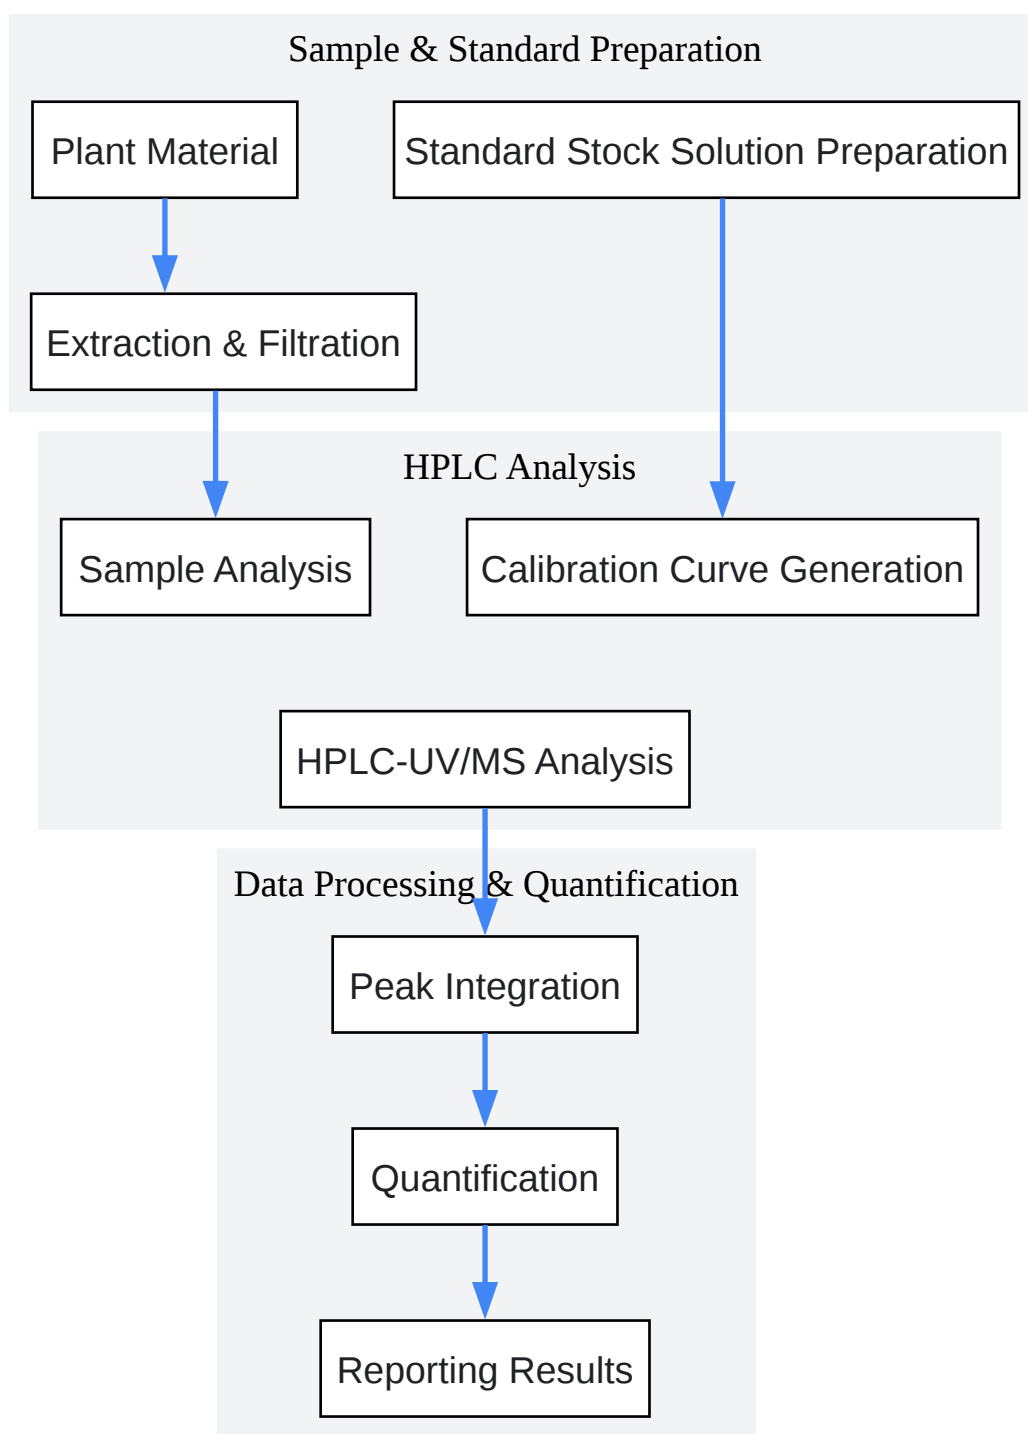 Sample & Standard Preparation
Plant Material
Standard Stock Solution Preparation
Extraction & Filtration
HPLC Analysis
Sample Analysis
Calibration Curve Generation
HPLC-UV/MS Analysis
Data Processing & Quantification
Peak Integration
Quantification
Reporting Results